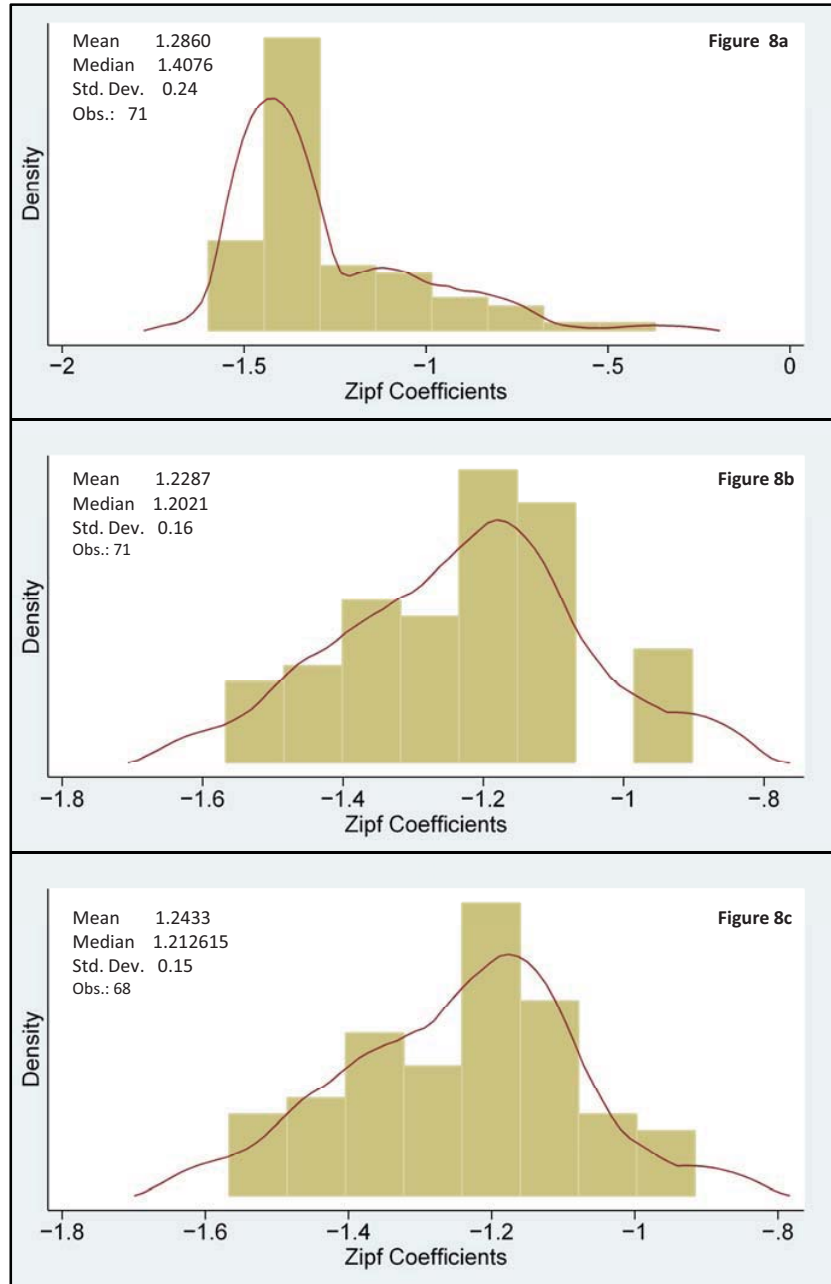 Mean 1.2860
Figure 8a
Median 1.4076
Std. Dev. 0.24
Obs.: 71
Density
−2 −1.5 −1 −.5 0
Zipf Coefficients
Mean 1.2287
Figure 8b
Median 1.2021
Std. Dev. 0.16
Obs.: 71
Density
−1.8 −1.6 −1.4 −1.2 −1 −.8
Zipf Coefficients
Mean 1.2433
Figure 8c
Median 1.212615
Std. Dev. 0.15
Obs.: 68
Density
−1.8 −1.6 −1.4 −1.2 −1 −.8
Zipf Coefficients